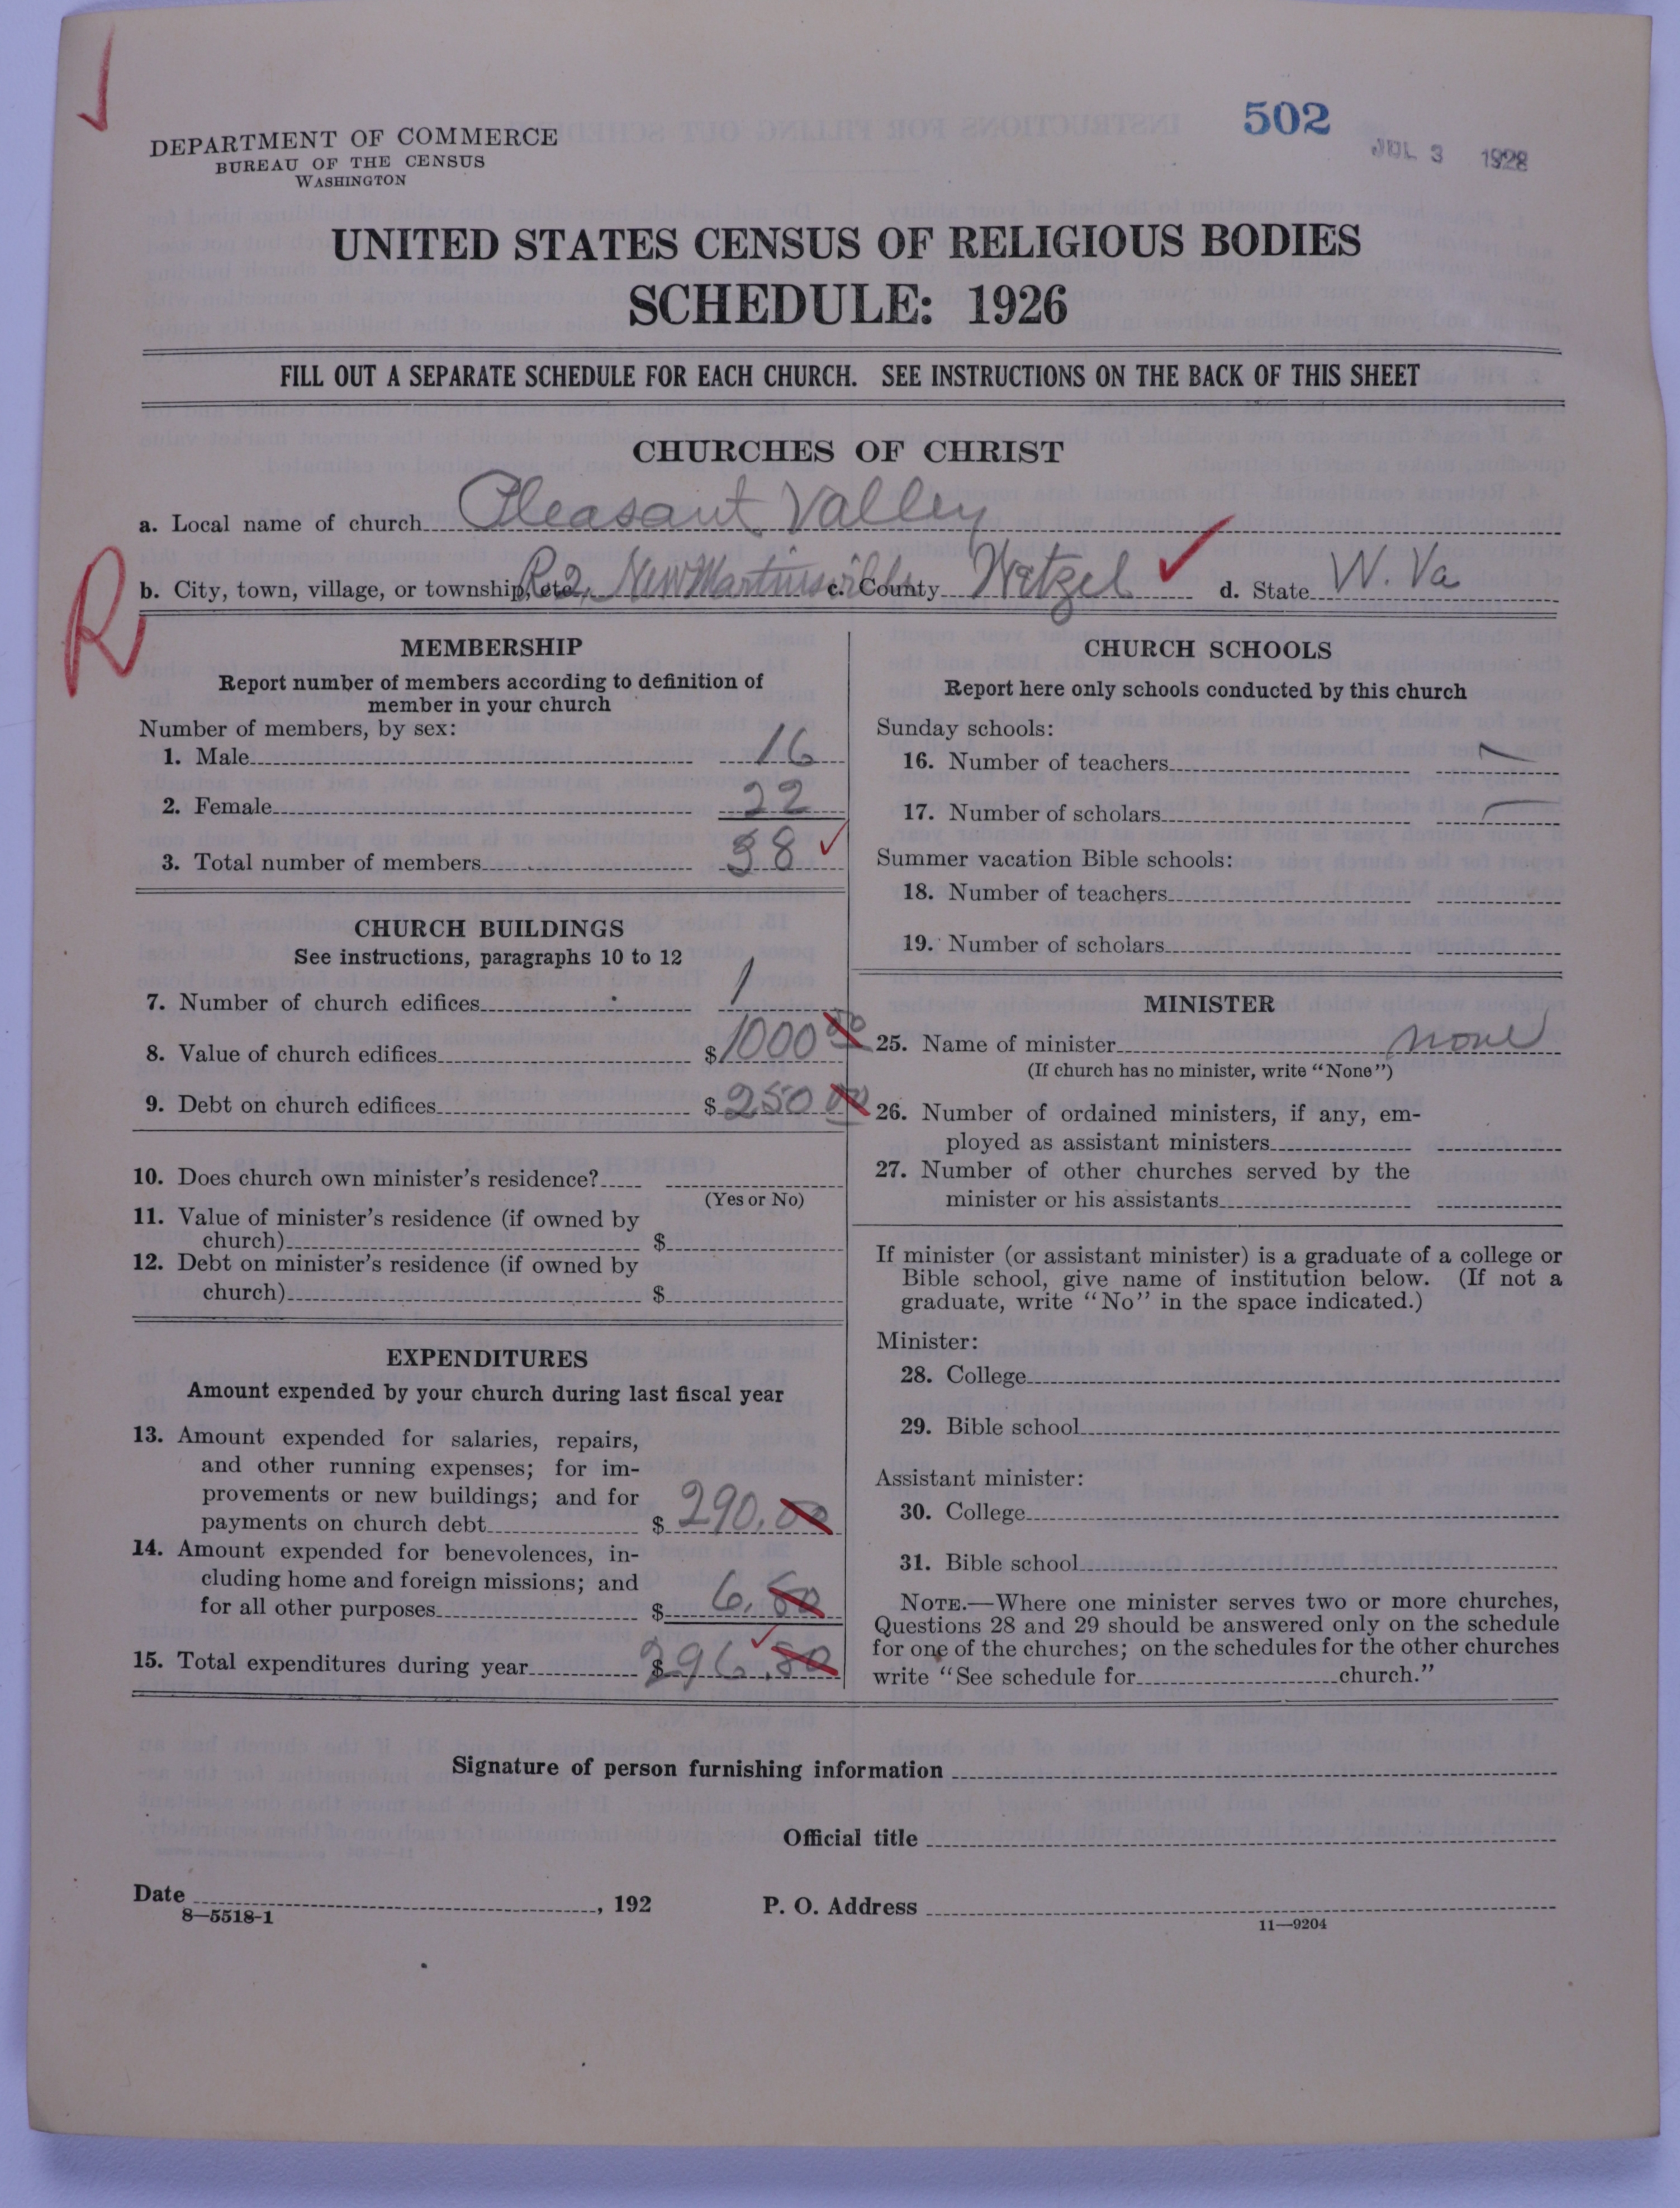 502
JUL 3 1928
DEPARTMENT OF COMMERCE
BUREAU OF THE CENSUS
WASHINGTON
UNITED STATES CENSUS OF RELIGIOUS BODIES
SCHEDULE: 1926
FILL OUT A SEPARATE SCHEDULE FOR EACH CHURCH. SEE INSTRUCTIONS ON THE BACK OF THIS SHEET
CHURCHES OF CHRIST
a. Local name of church Pleasant Valley
b. City, town, village, or township, etc. R2, New Martinsville c. County Wetzel d. State W. Va
R
MEMBERSHIP
Report number of members according to definition of
member in your church
Number of members, by sex:
1. Male 16
2. Female 22
3. Total number of members 38
CHURCH BUILDINGS
See instructions, paragraphs 10 to 12
7. Number of church edifices 1
8. Value of church edifices $1000 00
9. Debt on church edifices $250 00
10. Does church own minister's residence?
(Yes or No)
11. Value of minister's residence (if owned by
church) $
12. Debt on minister's residence (if owned by
church) $
EXPENDITURES
Amount expended by your church during last fiscal year
13. Amount expended for salaries, repairs,
and other running expenses; for im-
provements or new buildings; and for
payments on church debt $290.00
14. Amount expended for benevolences, in-
cluding home and foreign missions; and
for all other purposes $6.50
15. Total expenditures during year $296.50
CHURCH SCHOOLS
Report here only schools conducted by this church
Sunday schools:
16. Number of teachers —
17. Number of scholars —
Summer vacation Bible schools:
18. Number of teachers
19. Number of scholars
MINISTER
25. Name of minister none
(If church has no minister, write "None")
26. Number of ordained ministers, if any, em-
ployed as assistant ministers
27. Number of other churches served by the
minister or his assistants
If minister (or assistant minister) is a graduate of a college or
Bible school, give name of institution below. (If not a
graduate, write "No" in the space indicated.)
Minister:
28. College
29. Bible school
Assistant minister:
30. College
31. Bible school
NOTE.—Where one minister serves two or more churches,
Questions 28 and 29 should be answered only on the schedule
for one of the churches; on the schedules for the other churches
write "See schedule for church."
Signature of person furnishing information
Official title
Date , 192 P. O. Address
8—5518-1 11—9204